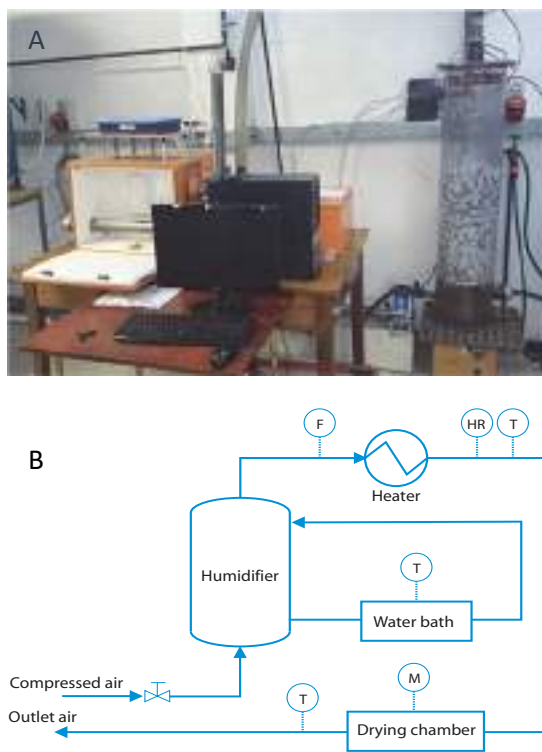 A
B
F
HR
T
Heater
Humidifier
T
Water bath
Compressed air
T
M
Outlet air
Drying chamber